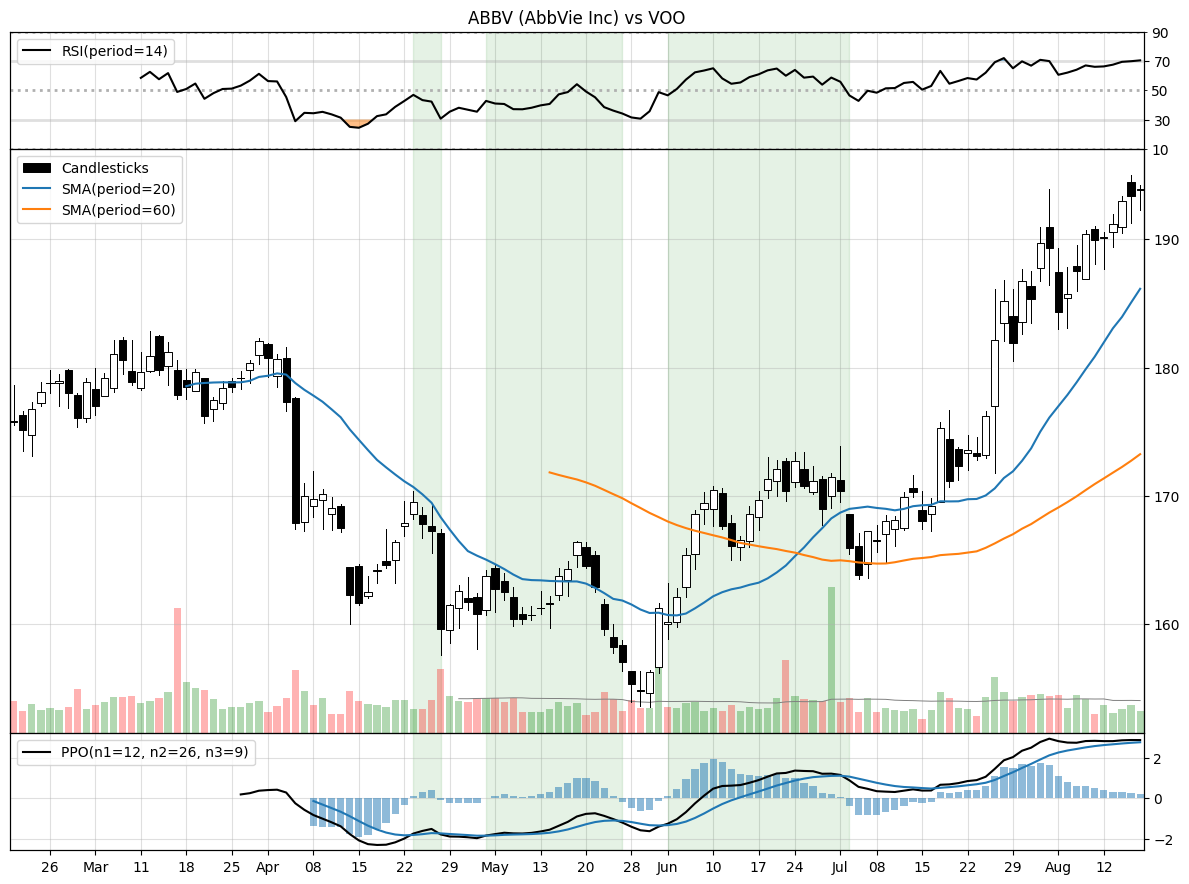 ABBV (AbbVie Inc) vs VOO
RSI(period=14)
90
70
50
30
10
Candlesticks
SMA(period=20)
SMA(period=60)
190
180
170
160
PPO(n1=12, n2=26, n3=9)
2
0
−2
26 Mar 11 18 25 Apr 08 15 22 29 May 13 20 28 Jun 10 17 24 Jul 08 15 22 29 Aug 12